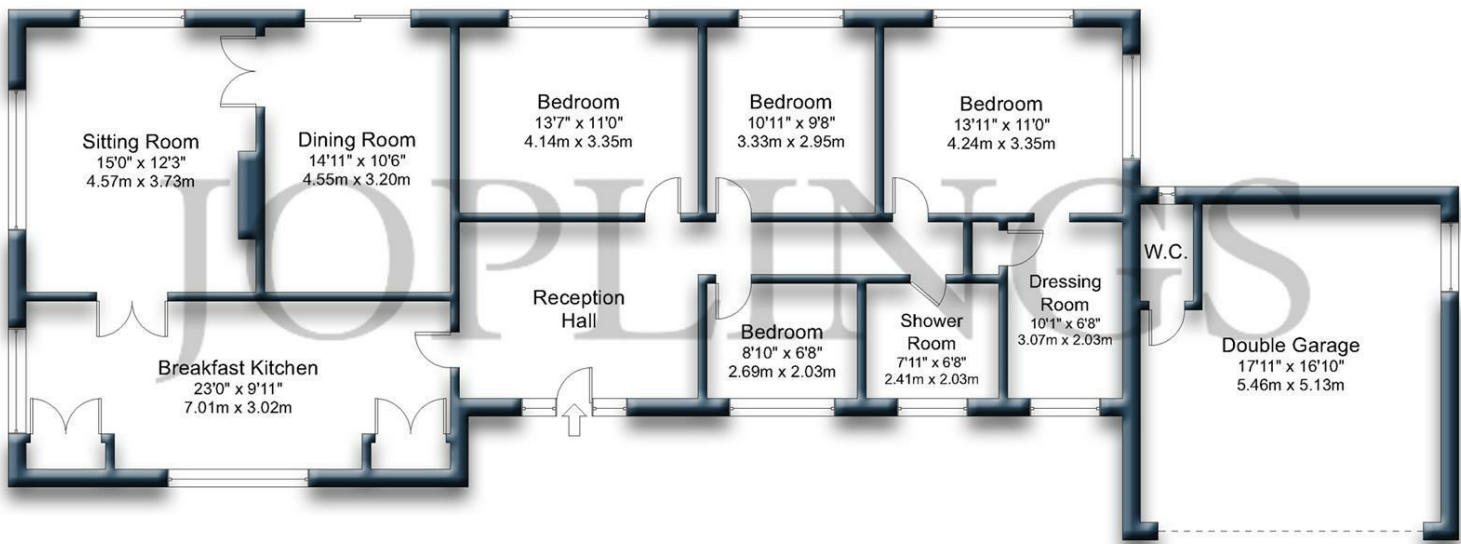 JOPLINGS
Sitting Room
15'0" x 12'3"
4.57m x 3.73m
Dining Room
14'11" x 10'6"
4.55m x 3.20m
Bedroom
13'7" x 11'0"
4.14m x 3.35m
Bedroom
10'11" x 9'8"
3.33m x 2.95m
Bedroom
13'11" x 11'0"
4.24m x 3.35m
W.C.
Reception
Hall
Dressing
Room
10'1" x 6'8"
3.07m x 2.03m
Breakfast Kitchen
23'0" x 9'11"
7.01m x 3.02m
Bedroom
8'10" x 6'8"
2.69m x 2.03m
Shower
Room
7'11" x 6'8"
2.41m x 2.03m
Double Garage
17'11" x 16'10"
5.46m x 5.13m